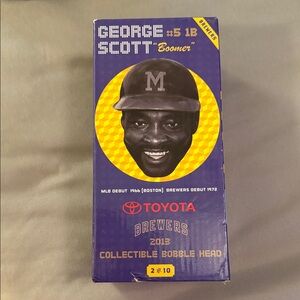 GEORGE #5 1B
SCOTT "Boomer"
BREWERS
M
MLB DEBUT 1966 (BOSTON) BREWERS DEBUT 1972
TOYOTA
BREWERS
2013
COLLECTIBLE BOBBLE HEAD
2 of 10